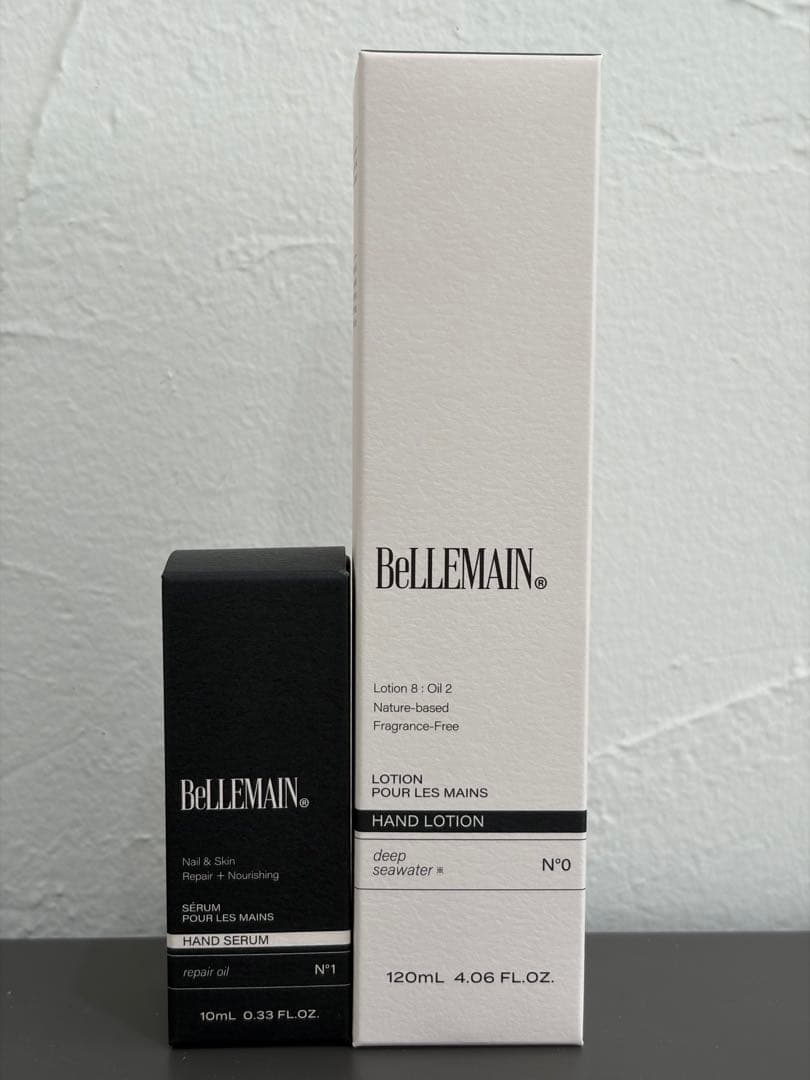 BeLLEMAIN®
Nail & Skin
Repair + Nourishing
SÉRUM
POUR LES MAINS
HAND SERUM
repair oil N°1
10mL 0.33 FL.OZ.
BeLLEMAIN®
Lotion 8 : Oil 2
Nature-based
Fragrance-Free
LOTION
POUR LES MAINS
HAND LOTION
deep
seawater※ N°0
120mL 4.06 FL.OZ.